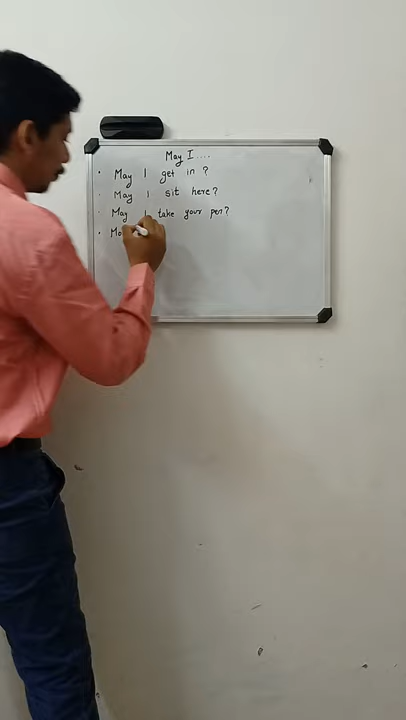 May I....
• May I get in ?
• May I sit here?
• May take your pen?
•